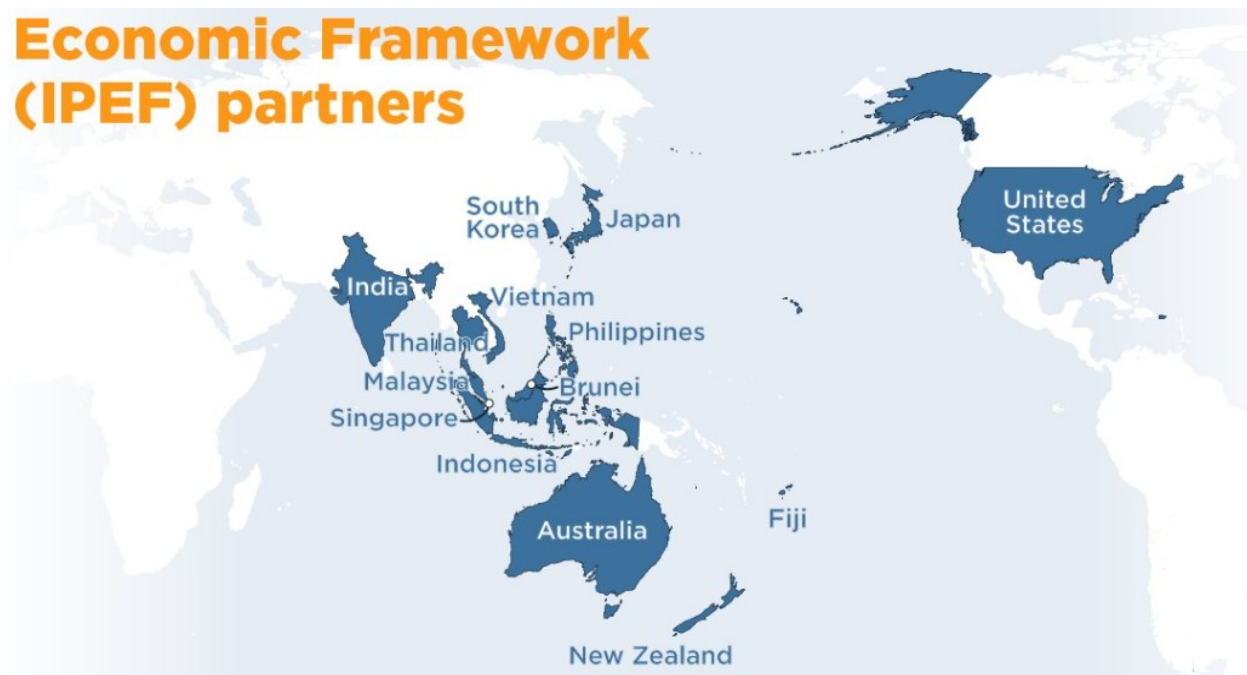 Economic Framework
(IPEF) partners
United
States
South
Korea
Japan
India
Vietnam
Philippines
Thailand
Malaysia
Brunei
Singapore
Indonesia
Australia
Fiji
New Zealand